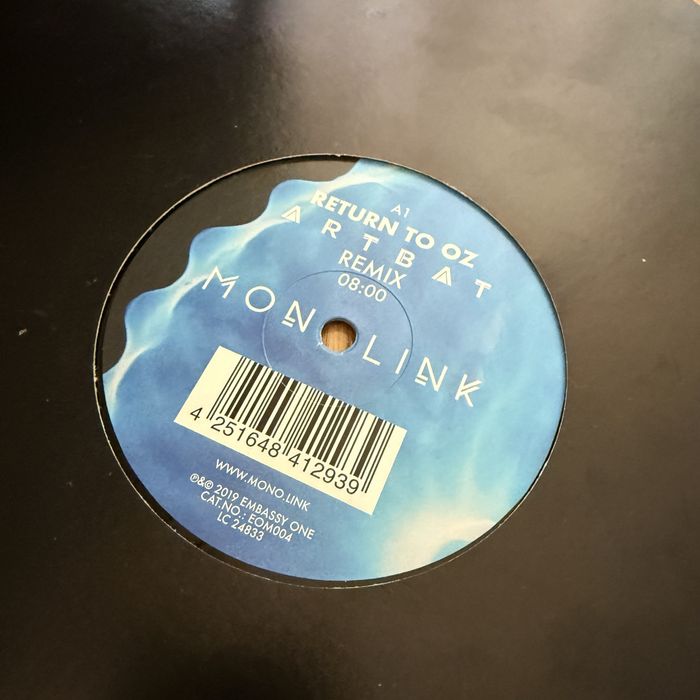 A1
RETURN TO OZ
ARTBAT
REMIX
08:00
MONOLINK
4 251648 412939
WWW.MONO.LINK
℗&© 2019 EMBASSY ONE
CAT.NO.: EOM004
LC 24833